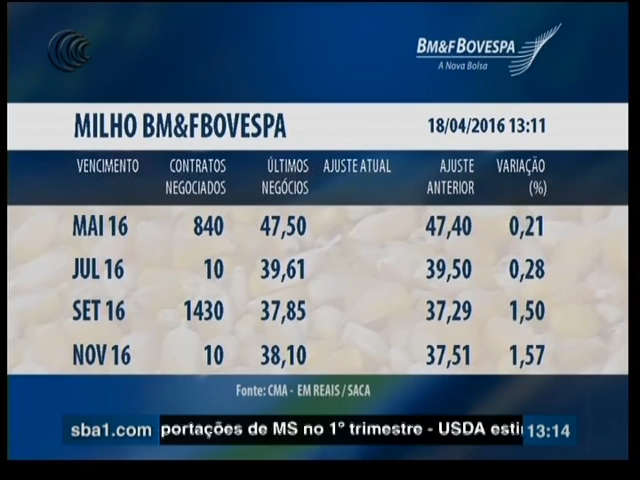 BM&FBOVESPA
A Nova Bolsa
MILHO BM&FBOVESPA 18/04/2016 13:11
VENCIMENTO CONTRATOS NEGOCIADOS ÚLTIMOS NEGÓCIOS AJUSTE ATUAL AJUSTE ANTERIOR VARIAÇÃO (%)
MAI 16 840 47,50 47,40 0,21
JUL 16 10 39,61 39,50 0,28
SET 16 1430 37,85 37,29 1,50
NOV 16 10 38,10 37,51 1,57
Fonte: CMA - EM REAIS / SACA
sba1.com portações de MS no 1º trimestre - USDA estin 13:14